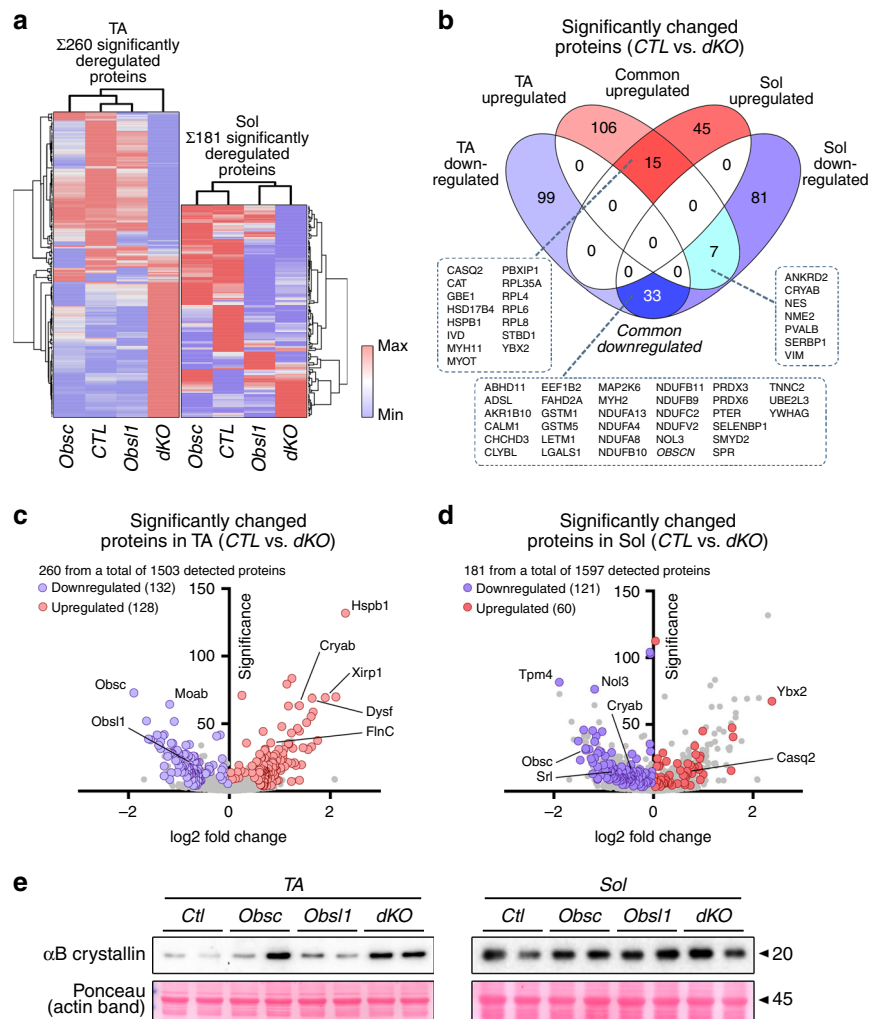 a
TA
Σ260 significantly
deregulated
proteins
Sol
Σ181 significantly
deregulated
proteins
Max
Min
Obsc
CTL
Obsl1
dKO
Obsc
CTL
Obsl1
dKO
b
Significantly changed
proteins (CTL vs. dKO)
TA
upregulated
Common
upregulated
Sol
upregulated
TA
down-
regulated
Sol
down-
regulated
106
45
15
0
0
99
81
0
0
0
0
0
7
0
0
33
Common
downregulated
CASQ2 PBXIP1
CAT RPL35A
GBE1 RPL4
HSD17B4 RPL6
HSPB1 RPL8
IVD STBD1
MYH11 YBX2
MYOT
ANKRD2
CRYAB
NES
NME2
PVALB
SERBP1
VIM
ABHD11 EEF1B2 MAP2K6 NDUFB11 PRDX3 TNNC2
ADSL FAHD2A MYH2 NDUFB9 PRDX6 UBE2L3
AKR1B10 GSTM1 NDUFA13 NDUFC2 PTER YWHAG
CALM1 GSTM5 NDUFA4 NDUFV2 SELENBP1
CHCHD3 LETM1 NDUFA8 NOL3 SMYD2
CLYBL LGALS1 NDUFB10 OBSCN SPR
c
Significantly changed
proteins in TA (CTL vs. dKO)
260 from a total of 1503 detected proteins
Downregulated (132)
Upregulated (128)
150
100
50
Significance
Hspb1
Cryab
Xirp1
Dysf
FlnC
Obsc
Moab
Obsl1
−2
0
2
log2 fold change
d
Significantly changed
proteins in Sol (CTL vs. dKO)
181 from a total of 1597 detected proteins
Downregulated (121)
Upregulated (60)
150
100
50
Significance
Tpm4
Nol3
Cryab
Ybx2
Obsc
Srl
Casq2
−2
0
2
log2 fold change
e
TA
Sol
Ctl Obsc Obsl1 dKO
Ctl Obsc Obsl1 dKO
αB crystallin
20
Ponceau
(actin band)
45